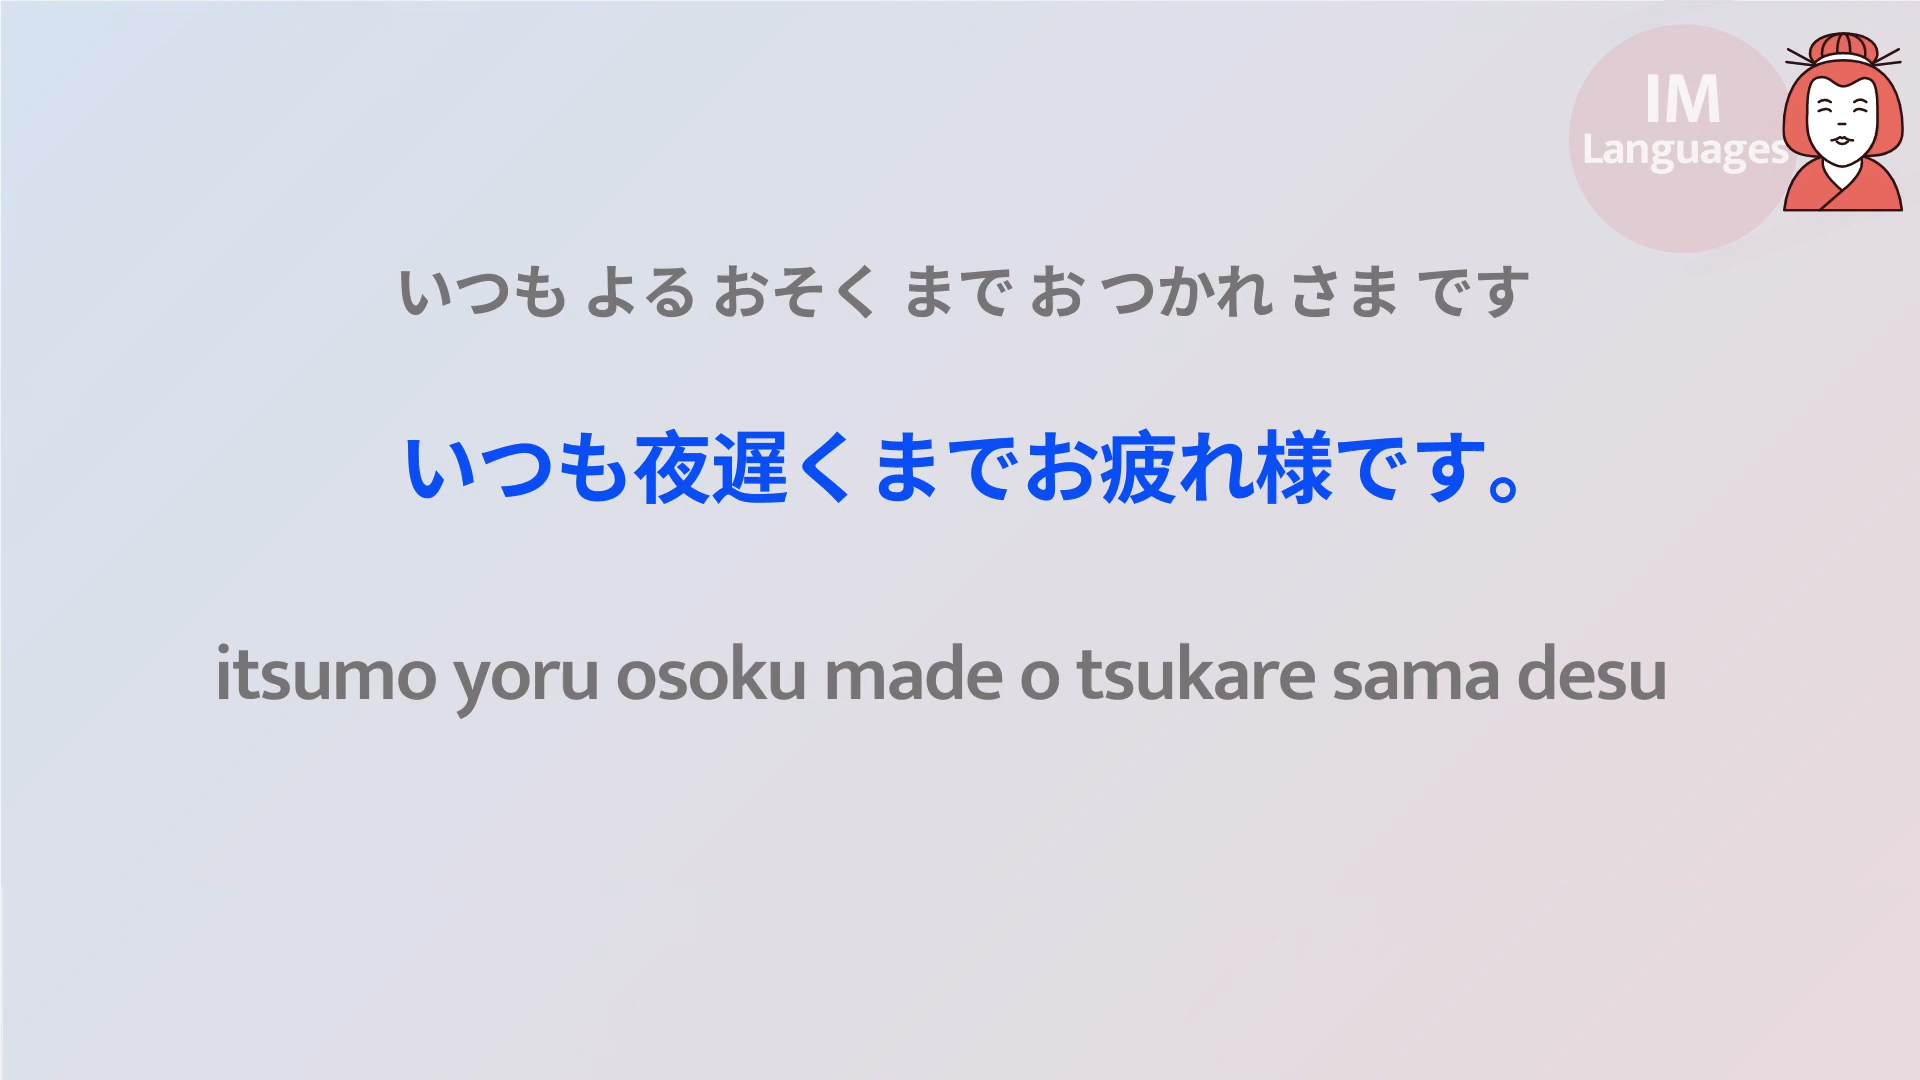 IM
Languages
いつも よる おそく まで お つかれ さま です
いつも夜遅くまでお疲れ様です。
itsumo yoru osoku made o tsukare sama desu